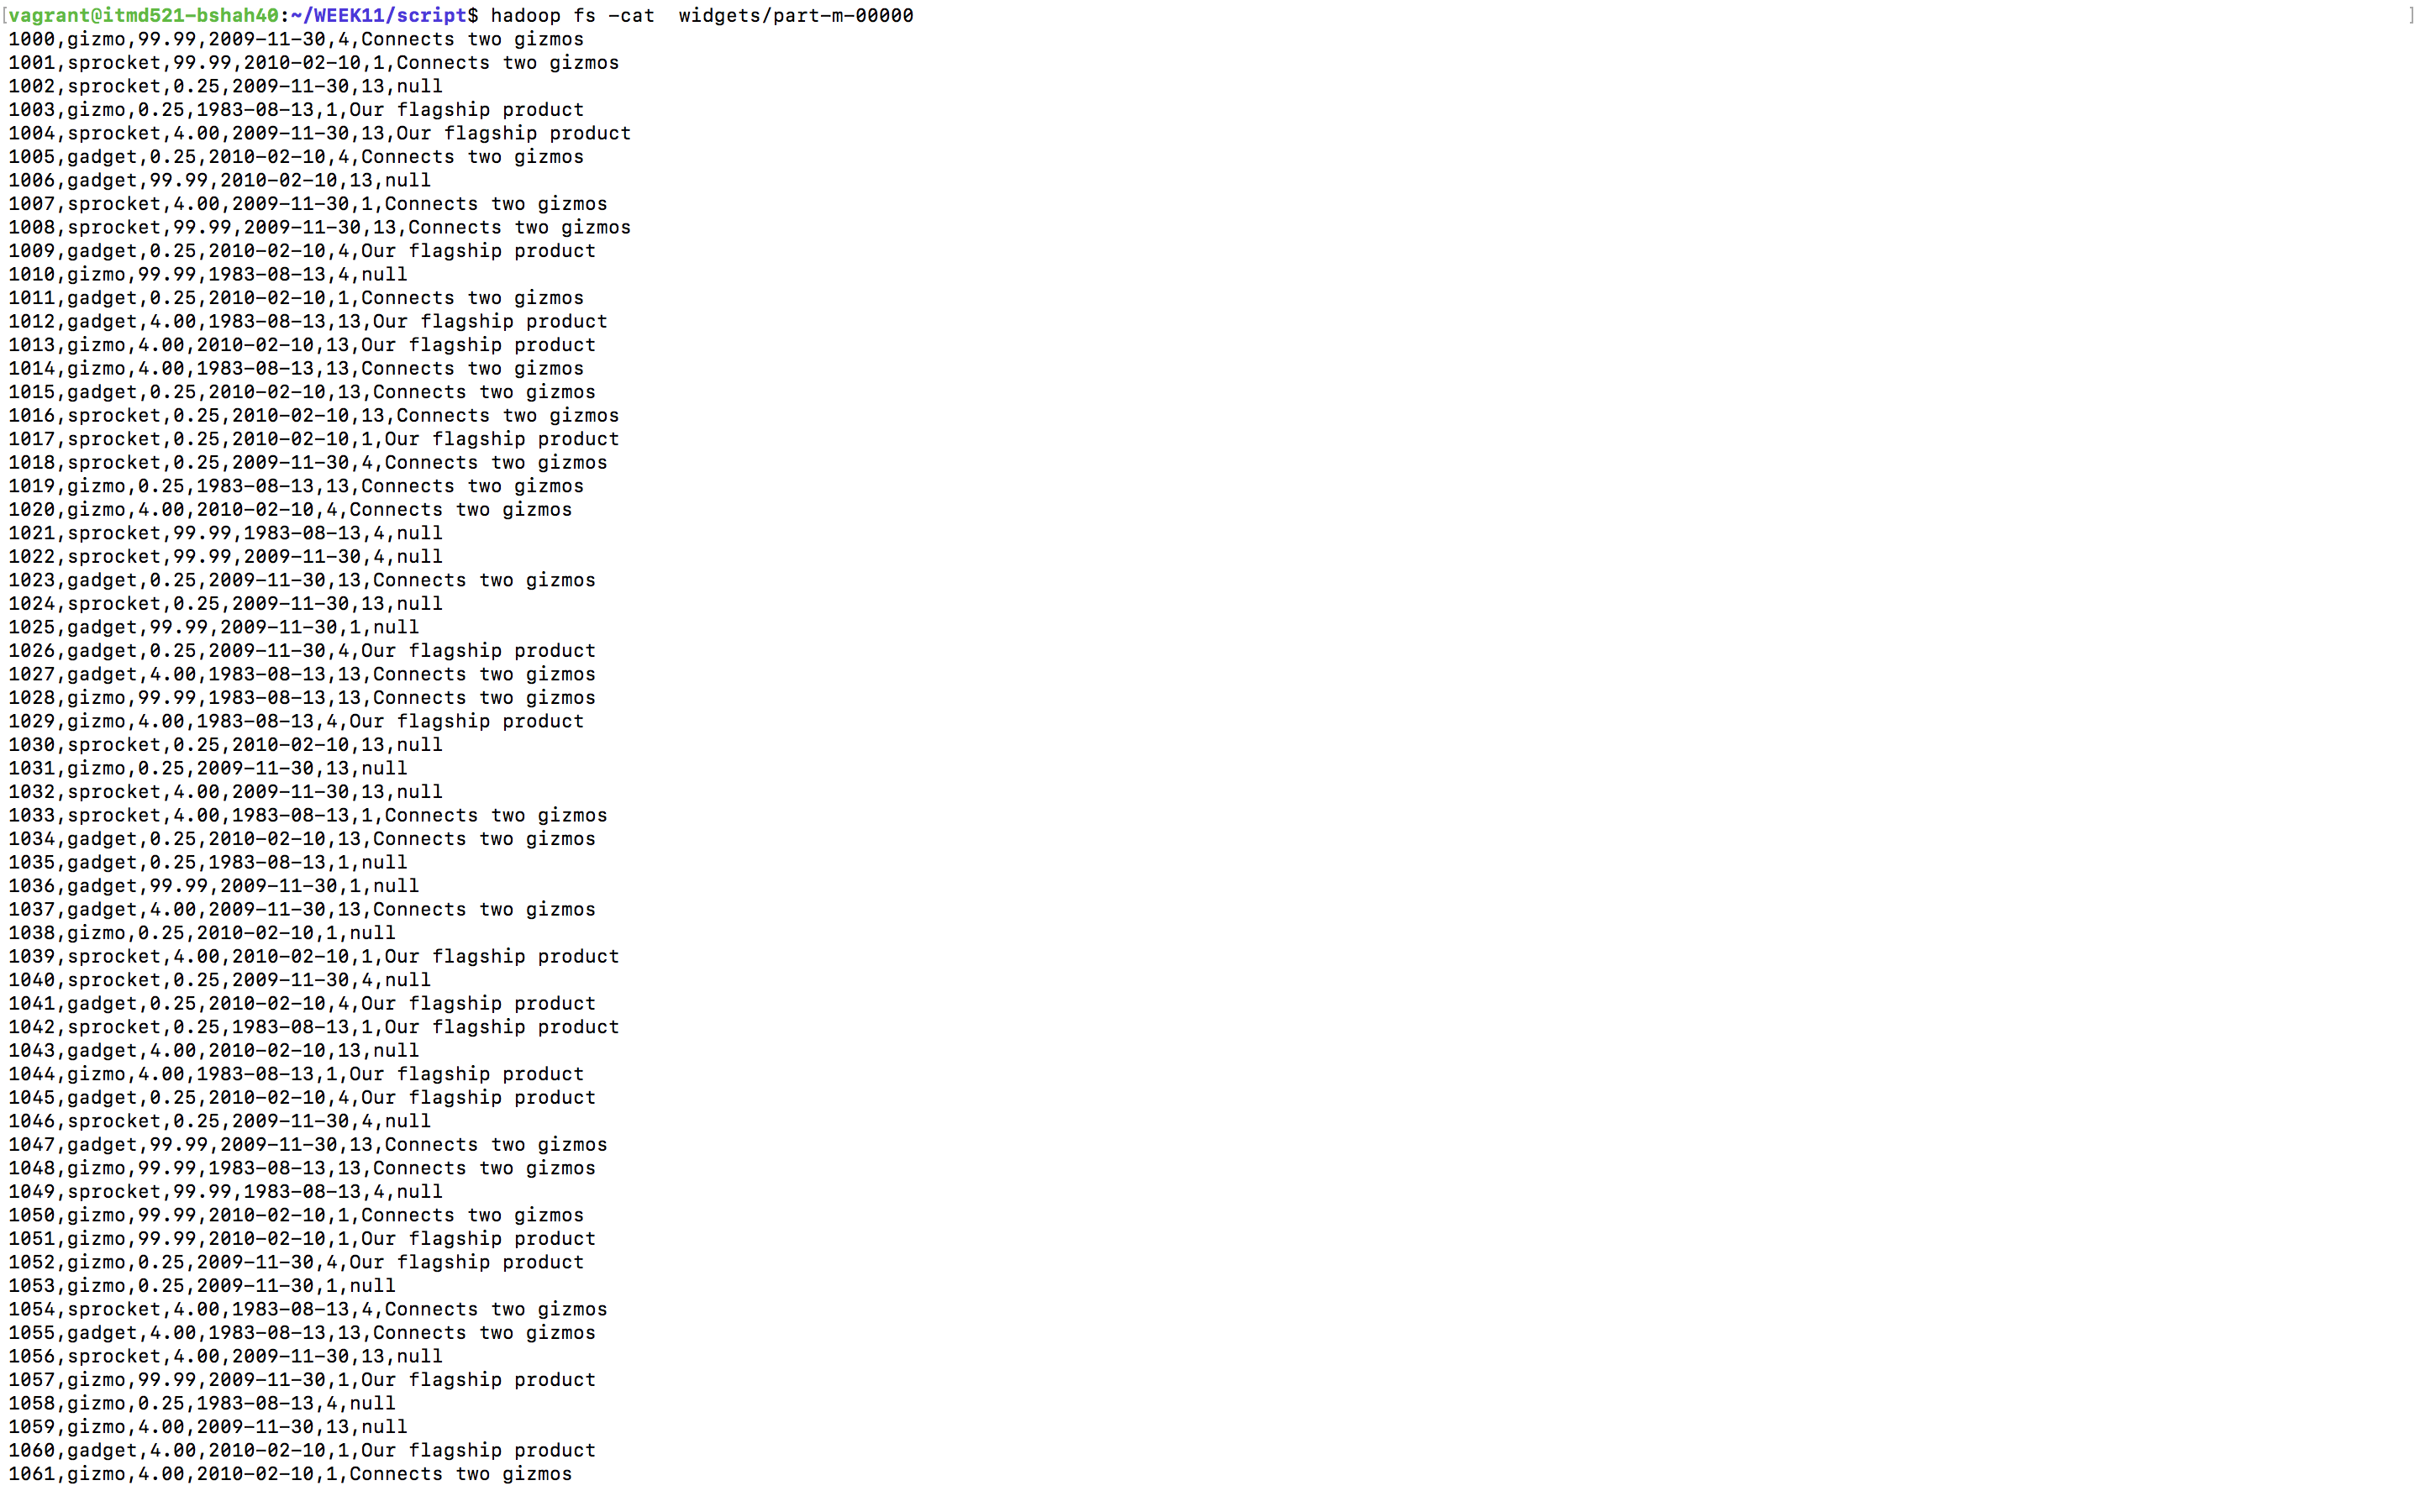 [vagrant@itmd521-bshah40:~/WEEK11/script$ hadoop fs -cat  widgets/part-m-00000 ]
1000,gizmo,99.99,2009-11-30,4,Connects two gizmos
1001,sprocket,99.99,2010-02-10,1,Connects two gizmos
1002,sprocket,0.25,2009-11-30,13,null
1003,gizmo,0.25,1983-08-13,1,Our flagship product
1004,sprocket,4.00,2009-11-30,13,Our flagship product
1005,gadget,0.25,2010-02-10,4,Connects two gizmos
1006,gadget,99.99,2010-02-10,13,null
1007,sprocket,4.00,2009-11-30,1,Connects two gizmos
1008,sprocket,99.99,2009-11-30,13,Connects two gizmos
1009,gadget,0.25,2010-02-10,4,Our flagship product
1010,gizmo,99.99,1983-08-13,4,null
1011,gadget,0.25,2010-02-10,1,Connects two gizmos
1012,gadget,4.00,1983-08-13,13,Our flagship product
1013,gizmo,4.00,2010-02-10,13,Our flagship product
1014,gizmo,4.00,1983-08-13,13,Connects two gizmos
1015,gadget,0.25,2010-02-10,13,Connects two gizmos
1016,sprocket,0.25,2010-02-10,13,Connects two gizmos
1017,sprocket,0.25,2010-02-10,1,Our flagship product
1018,sprocket,0.25,2009-11-30,4,Connects two gizmos
1019,gizmo,0.25,1983-08-13,13,Connects two gizmos
1020,gizmo,4.00,2010-02-10,4,Connects two gizmos
1021,sprocket,99.99,1983-08-13,4,null
1022,sprocket,99.99,2009-11-30,4,null
1023,gadget,0.25,2009-11-30,13,Connects two gizmos
1024,sprocket,0.25,2009-11-30,13,null
1025,gadget,99.99,2009-11-30,1,null
1026,gadget,0.25,2009-11-30,4,Our flagship product
1027,gadget,4.00,1983-08-13,13,Connects two gizmos
1028,gizmo,99.99,1983-08-13,13,Connects two gizmos
1029,gizmo,4.00,1983-08-13,4,Our flagship product
1030,sprocket,0.25,2010-02-10,13,null
1031,gizmo,0.25,2009-11-30,13,null
1032,sprocket,4.00,2009-11-30,13,null
1033,sprocket,4.00,1983-08-13,1,Connects two gizmos
1034,gadget,0.25,2010-02-10,13,Connects two gizmos
1035,gadget,0.25,1983-08-13,1,null
1036,gadget,99.99,2009-11-30,1,null
1037,gadget,4.00,2009-11-30,13,Connects two gizmos
1038,gizmo,0.25,2010-02-10,1,null
1039,sprocket,4.00,2010-02-10,1,Our flagship product
1040,sprocket,0.25,2009-11-30,4,null
1041,gadget,0.25,2010-02-10,4,Our flagship product
1042,sprocket,0.25,1983-08-13,1,Our flagship product
1043,gadget,4.00,2010-02-10,13,null
1044,gizmo,4.00,1983-08-13,1,Our flagship product
1045,gadget,0.25,2010-02-10,4,Our flagship product
1046,sprocket,0.25,2009-11-30,4,null
1047,gadget,99.99,2009-11-30,13,Connects two gizmos
1048,gizmo,99.99,1983-08-13,13,Connects two gizmos
1049,sprocket,99.99,1983-08-13,4,null
1050,gizmo,99.99,2010-02-10,1,Connects two gizmos
1051,gizmo,99.99,2010-02-10,1,Our flagship product
1052,gizmo,0.25,2009-11-30,4,Our flagship product
1053,gizmo,0.25,2009-11-30,1,null
1054,sprocket,4.00,1983-08-13,4,Connects two gizmos
1055,gadget,4.00,1983-08-13,13,Connects two gizmos
1056,sprocket,4.00,2009-11-30,13,null
1057,gizmo,99.99,2009-11-30,1,Our flagship product
1058,gizmo,0.25,1983-08-13,4,null
1059,gizmo,4.00,2009-11-30,13,null
1060,gadget,4.00,2010-02-10,1,Our flagship product
1061,gizmo,4.00,2010-02-10,1,Connects two gizmos